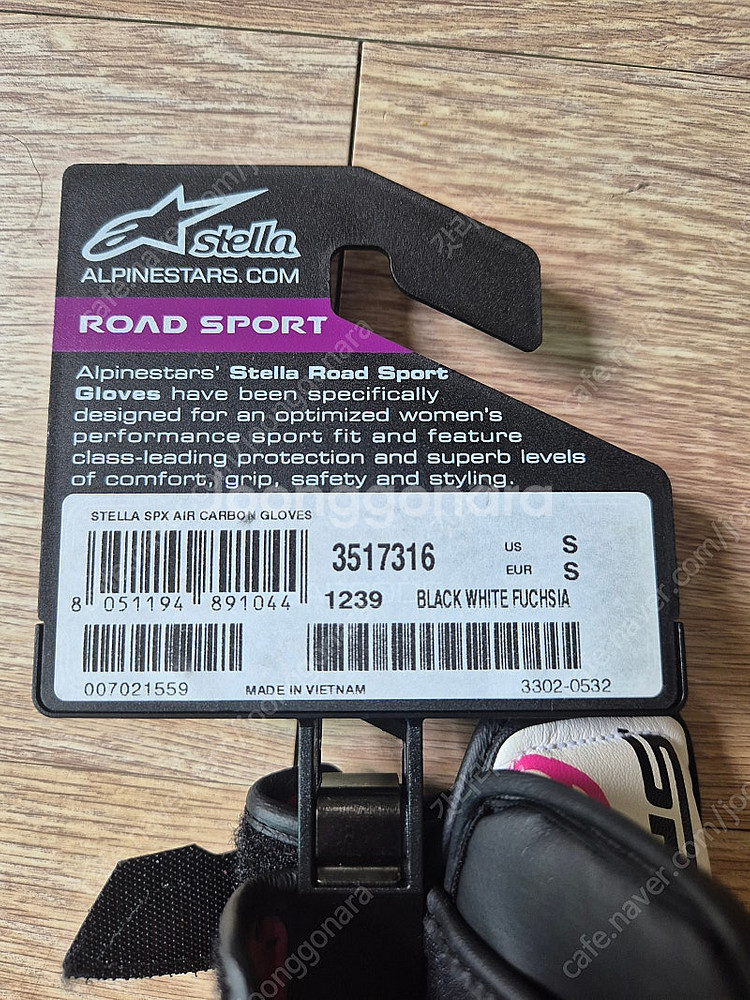 stella
ALPINESTARS.COM
ROAD SPORT
Alpinestars' Stella Road Sport
Gloves have been specifically
designed for an optimized women's
performance sport fit and feature
class-leading protection and superb levels
of comfort, grip, safety and styling.
joonggonara
STELLA SPX AIR CARBON GLOVES
3517316 US S
EUR S
8 051194 891044 1239 BLACK WHITE FUCHSIA
007021559 MADE IN VIETNAM 3302-0532